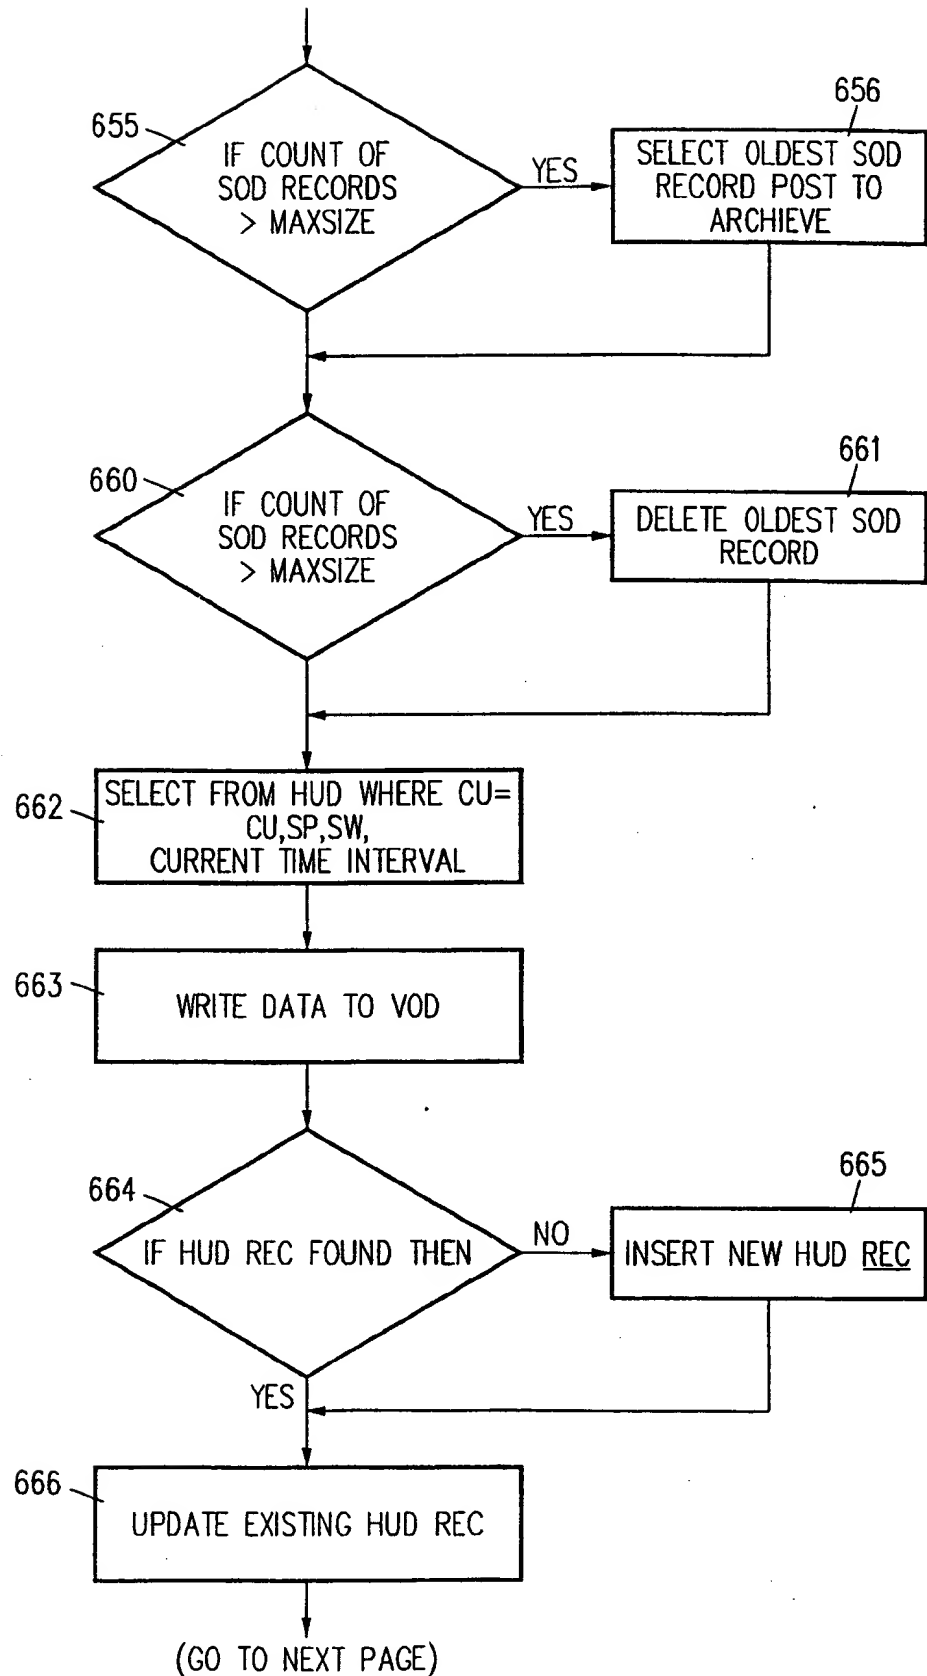 655
IF COUNT OF
SOD RECORDS
> MAXSIZE
YES
656
SELECT OLDEST SOD
RECORD POST TO
ARCHIEVE
660
IF COUNT OF
SOD RECORDS
> MAXSIZE
YES
661
DELETE OLDEST SOD
RECORD
662
SELECT FROM HUD WHERE CU=
CU,SP,SW,
CURRENT TIME INTERVAL
663
WRITE DATA TO VOD
664
IF HUD REC FOUND THEN
NO
665
INSERT NEW HUD REC
YES
666
UPDATE EXISTING HUD REC
(GO TO NEXT PAGE)